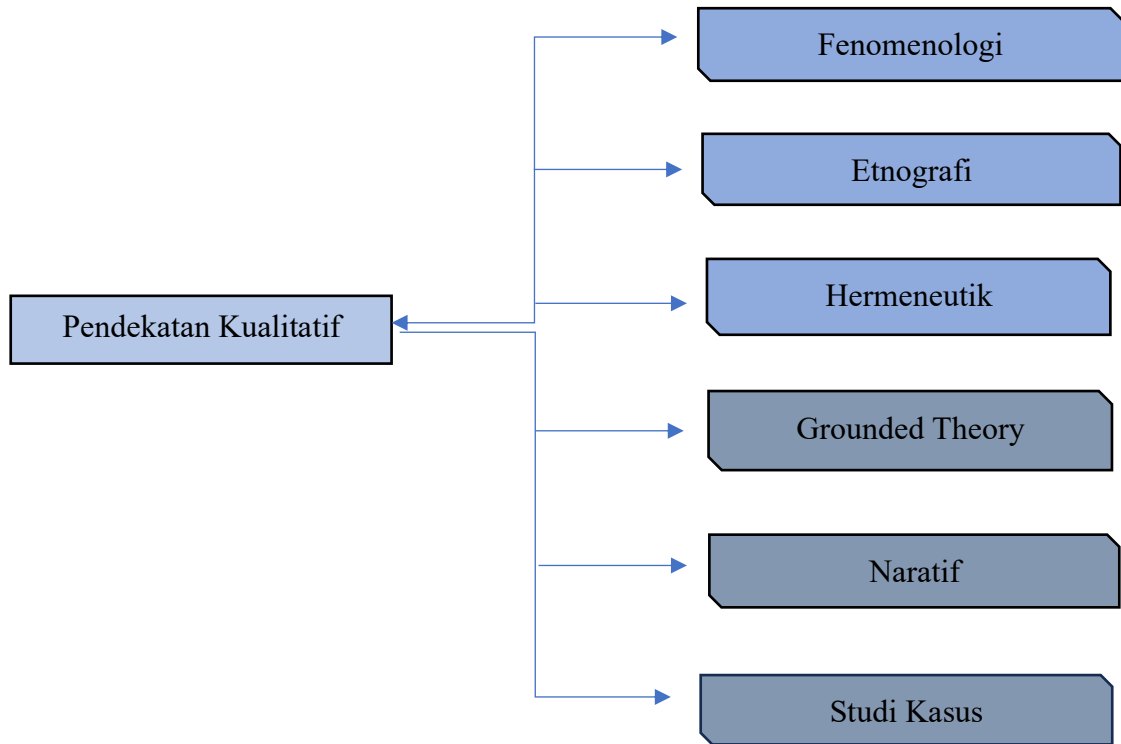 Fenomenologi
Etnografi
Hermeneutik
Pendekatan Kualitatif
Grounded Theory
Naratif
Studi Kasus